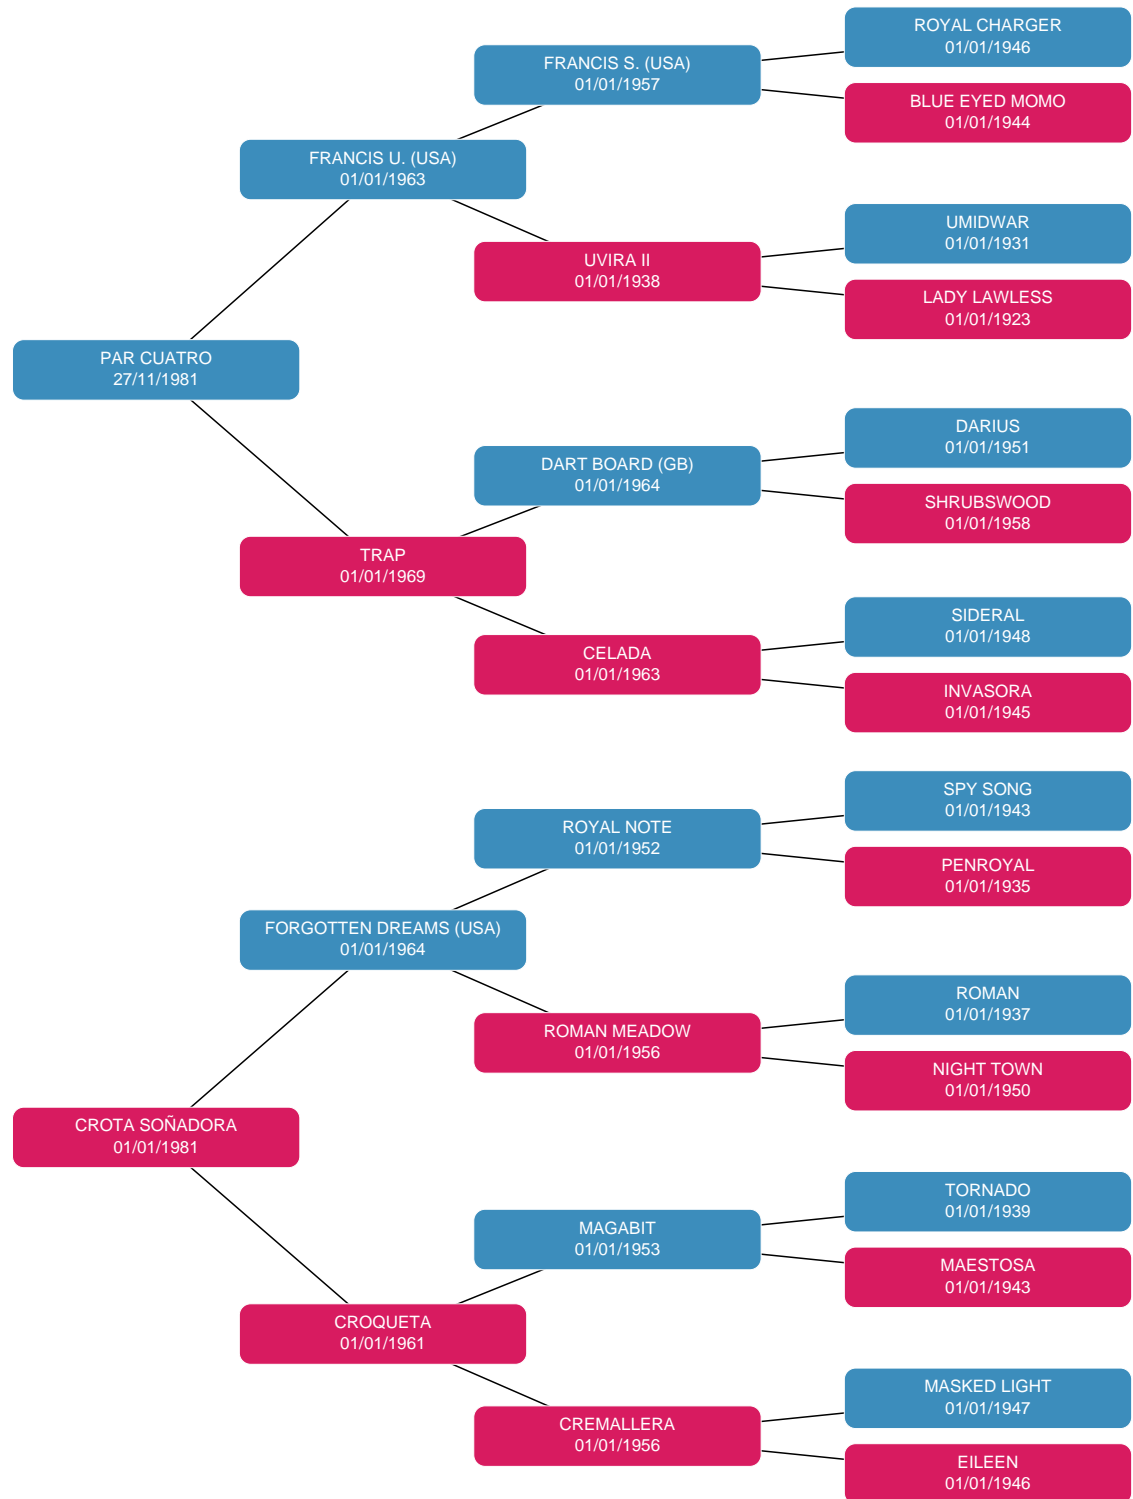 ROYAL CHARGER
01/01/1946
FRANCIS S. (USA)
01/01/1957
BLUE EYED MOMO
01/01/1944
FRANCIS U. (USA)
01/01/1963
UMIDWAR
01/01/1931
UVIRA II
01/01/1938
LADY LAWLESS
01/01/1923
PAR CUATRO
27/11/1981
DARIUS
01/01/1951
DART BOARD (GB)
01/01/1964
SHRUBSWOOD
01/01/1958
TRAP
01/01/1969
SIDERAL
01/01/1948
CELADA
01/01/1963
INVASORA
01/01/1945
SPY SONG
01/01/1943
ROYAL NOTE
01/01/1952
PENROYAL
01/01/1935
FORGOTTEN DREAMS (USA)
01/01/1964
ROMAN
01/01/1937
ROMAN MEADOW
01/01/1956
NIGHT TOWN
01/01/1950
CROTA SOÑADORA
01/01/1981
TORNADO
01/01/1939
MAGABIT
01/01/1953
MAESTOSA
01/01/1943
CROQUETA
01/01/1961
MASKED LIGHT
01/01/1947
CREMALLERA
01/01/1956
EILEEN
01/01/1946